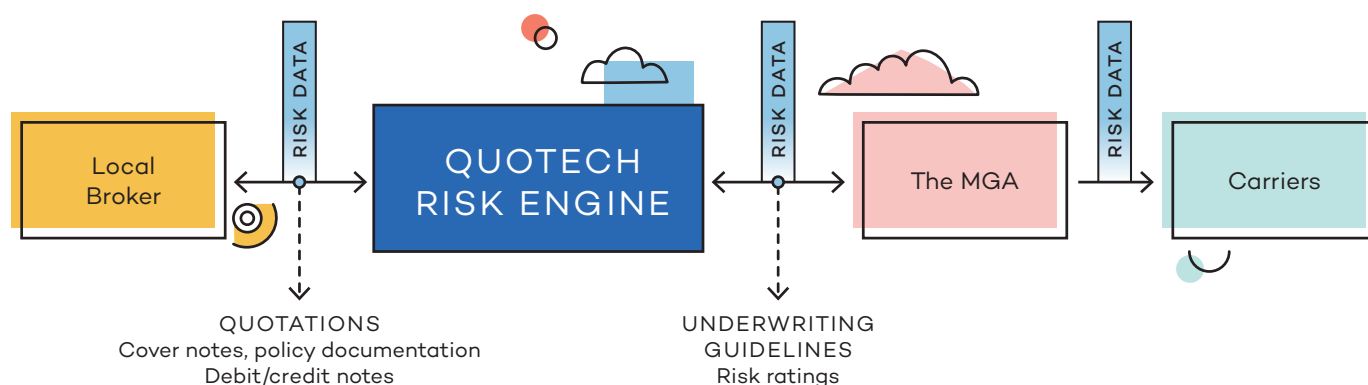 RISK DATA
RISK DATA
RISK DATA
Local
Broker
QUOTECH
RISK ENGINE
The MGA
Carriers
QUOTATIONS
Cover notes, policy documentation
Debit/credit notes
UNDERWRITING
GUIDELINES
Risk ratings